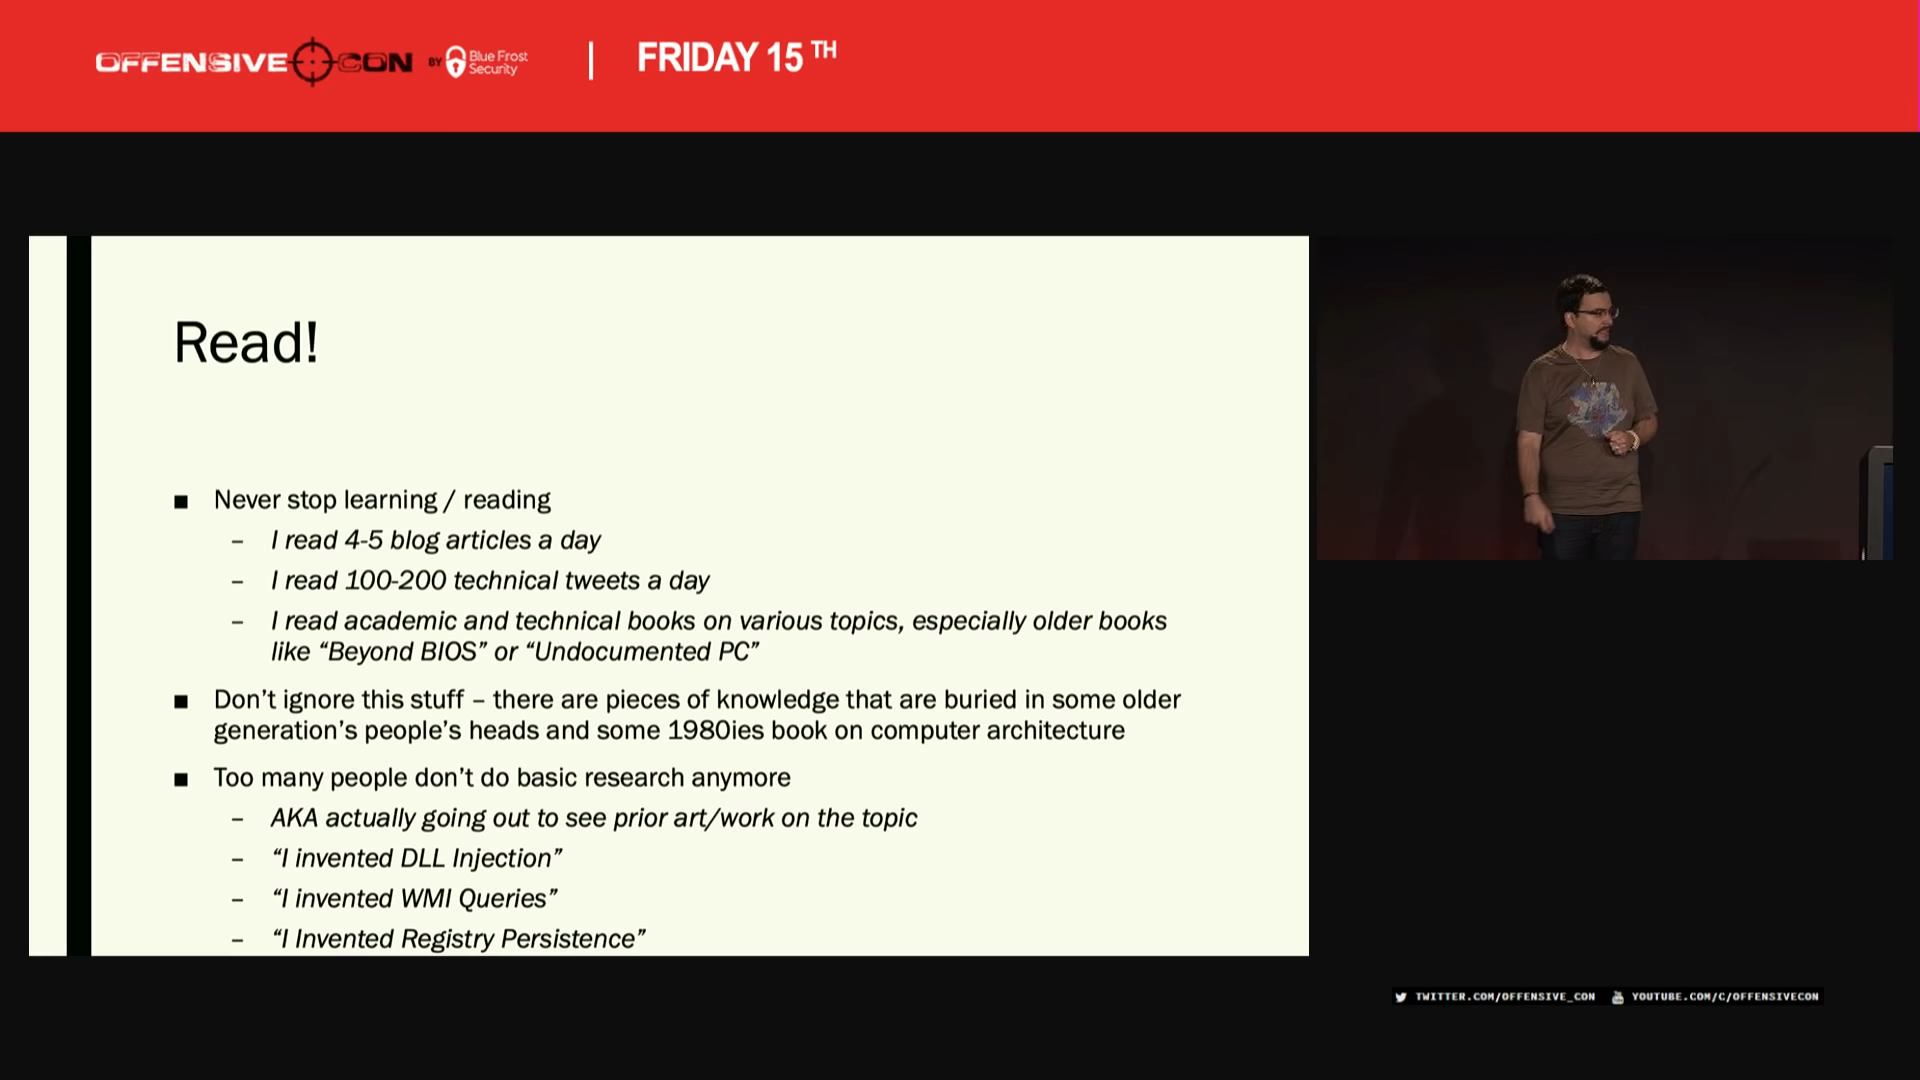 OFFENSIVE CON BY Blue Frost Security | FRIDAY 15 TH
Read!
■ Never stop learning / reading
– I read 4-5 blog articles a day
– I read 100-200 technical tweets a day
– I read academic and technical books on various topics, especially older books
like “Beyond BIOS” or “Undocumented PC”
■ Don’t ignore this stuff – there are pieces of knowledge that are buried in some older
generation’s people’s heads and some 1980ies book on computer architecture
■ Too many people don’t do basic research anymore
– AKA actually going out to see prior art/work on the topic
– “I invented DLL Injection”
– “I invented WMI Queries”
– “I Invented Registry Persistence”
TWITTER.COM/OFFENSIVE_CON YOUTUBE.COM/C/OFFENSIVECON